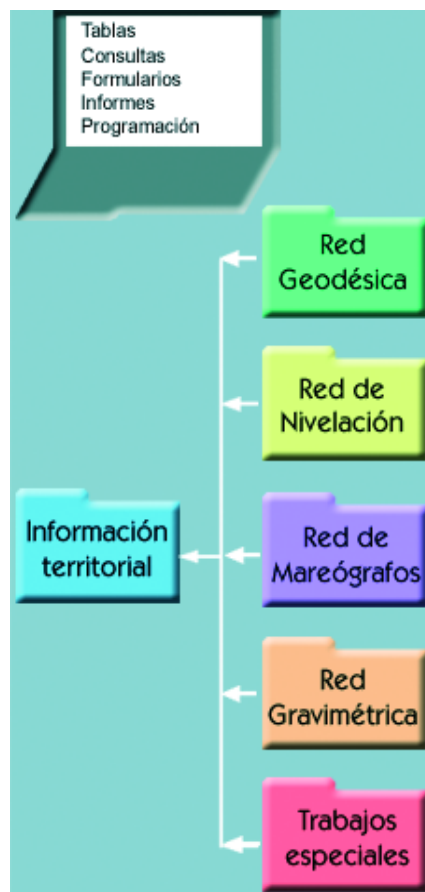 Tablas
Consultas
Formularios
Informes
Programación
Red
Geodésica
Red de
Nivelación
Información
territorial
Red de
Mareógrafos
Red
Gravimétrica
Trabajos
especiales